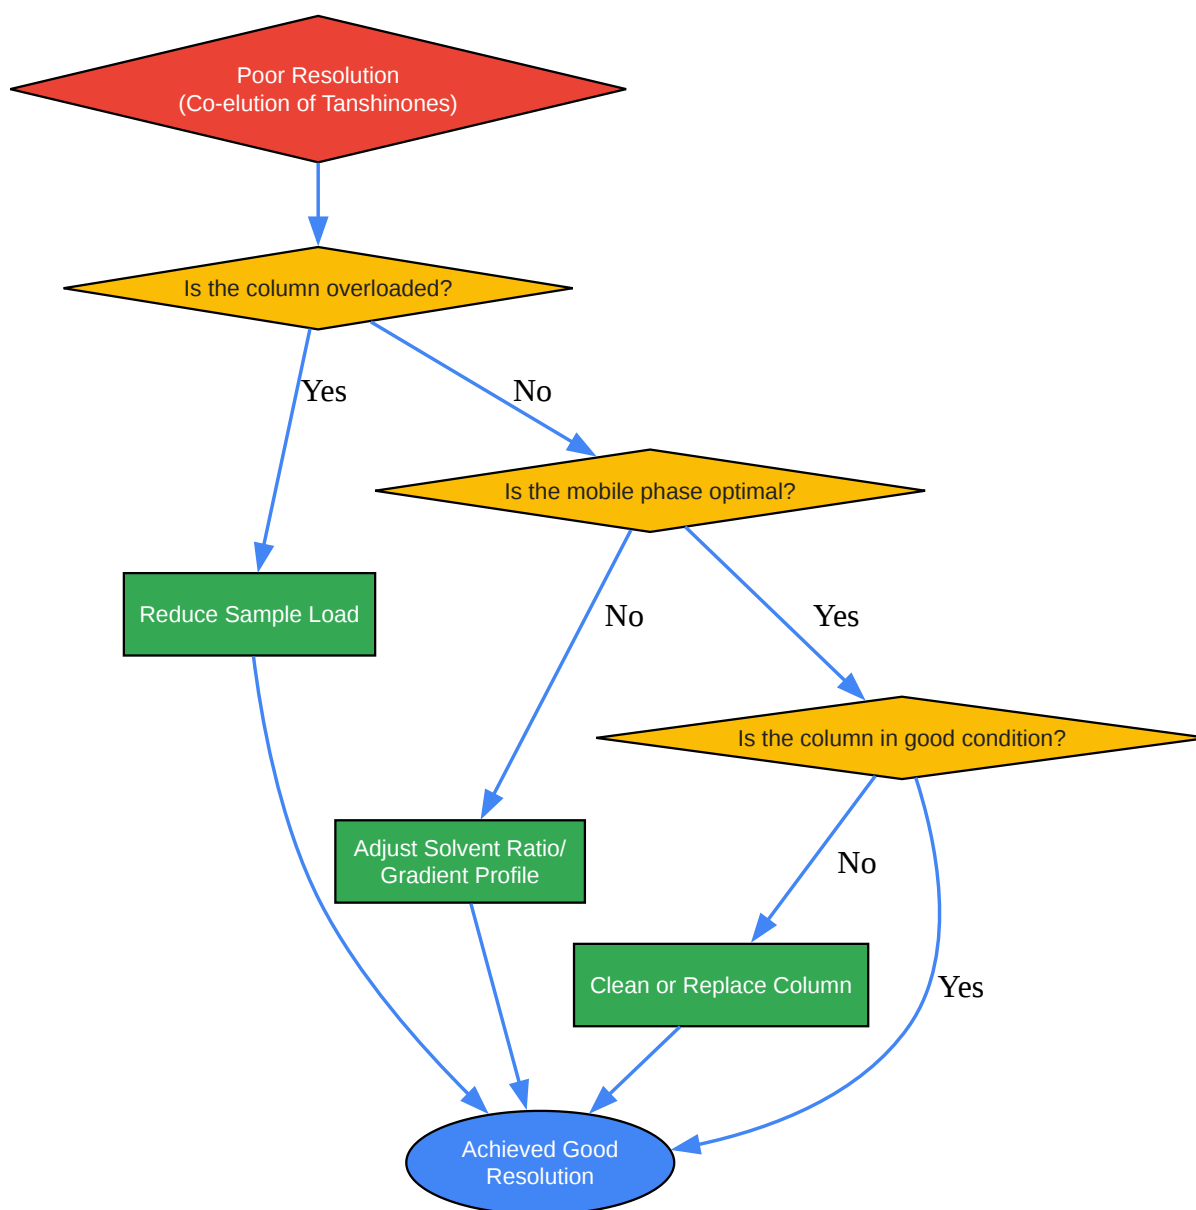 Poor Resolution
(Co-elution of Tanshinones)
Is the column overloaded?
Yes
No
Is the mobile phase optimal?
Reduce Sample Load
No
Yes
Is the column in good condition?
Adjust Solvent Ratio/
Gradient Profile
No
Clean or Replace Column
Yes
Achieved Good
Resolution